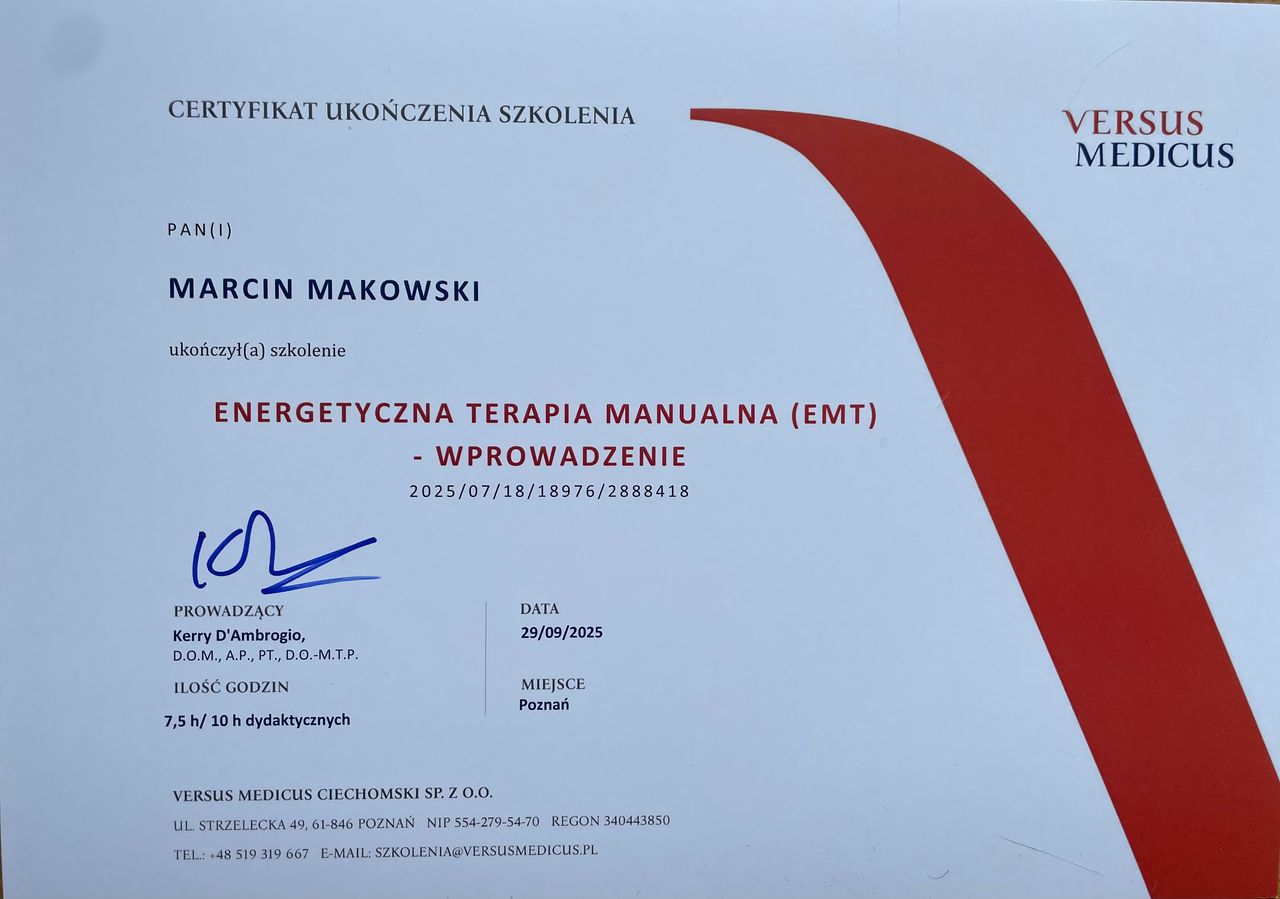 CERTYFIKAT UKOŃCZENIA SZKOLENIA
VERSUS
MEDICUS
PAN(I)
MARCIN MAKOWSKI
ukończył(a) szkolenie
ENERGETYCZNA TERAPIA MANUALNA (EMT)
- WPROWADZENIE
2025/07/18/18976/2888418
PROWADZĄCY
Kerry D'Ambrogio,
D.O.M., A.P., PT., D.O.-M.T.P.
ILOŚĆ GODZIN
7,5 h/ 10 h dydaktycznych
DATA
29/09/2025
MIEJSCE
Poznań
VERSUS MEDICUS CIECHOMSKI SP. Z O.O.
UL. STRZELECKA 49, 61-846 POZNAŃ NIP 554-279-54-70 REGON 340443850
TEL.: +48 519 319 667 E-MAIL: SZKOLENIA@VERSUSMEDICUS.PL